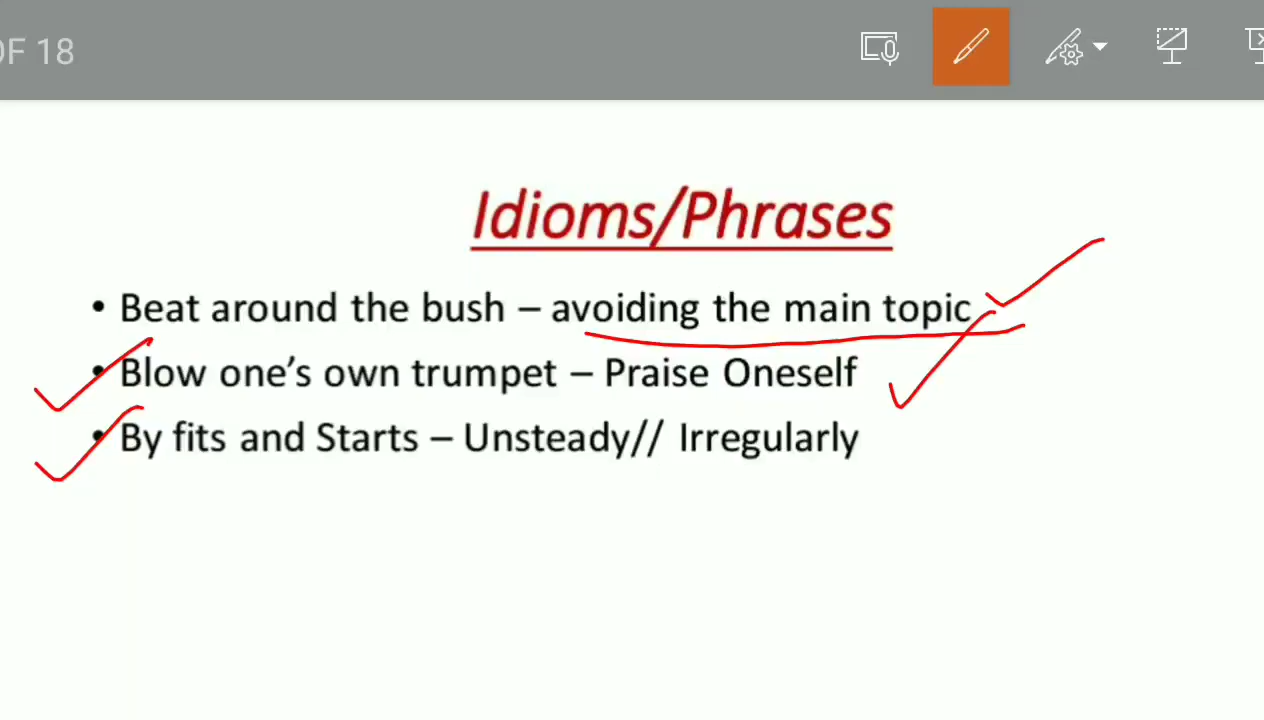 OF 18
Idioms/Phrases
• Beat around the bush – avoiding the main topic
• Blow one's own trumpet – Praise Oneself
• By fits and Starts – Unsteady// Irregularly